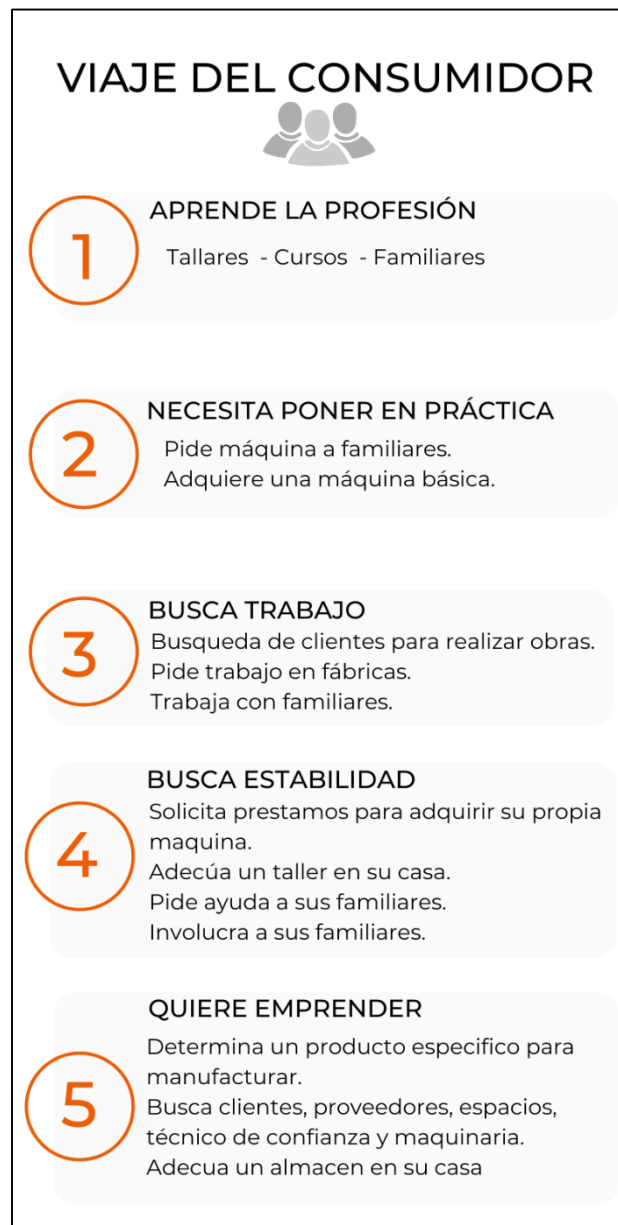 VIAJE DEL CONSUMIDOR
1
APRENDE LA PROFESIÓN
Tallares - Cursos - Familiares
2
NECESITA PONER EN PRÁCTICA
Pide máquina a familiares.
Adquiere una máquina básica.
3
BUSCA TRABAJO
Busqueda de clientes para realizar obras.
Pide trabajo en fábricas.
Trabaja con familiares.
4
BUSCA ESTABILIDAD
Solicita prestamos para adquirir su propia
maquina.
Adecúa un taller en su casa.
Pide ayuda a sus familiares.
Involucra a sus familiares.
5
QUIERE EMPRENDER
Determina un producto especifico para
manufacturar.
Busca clientes, proveedores, espacios,
técnico de confianza y maquinaria.
Adecua un almacen en su casa